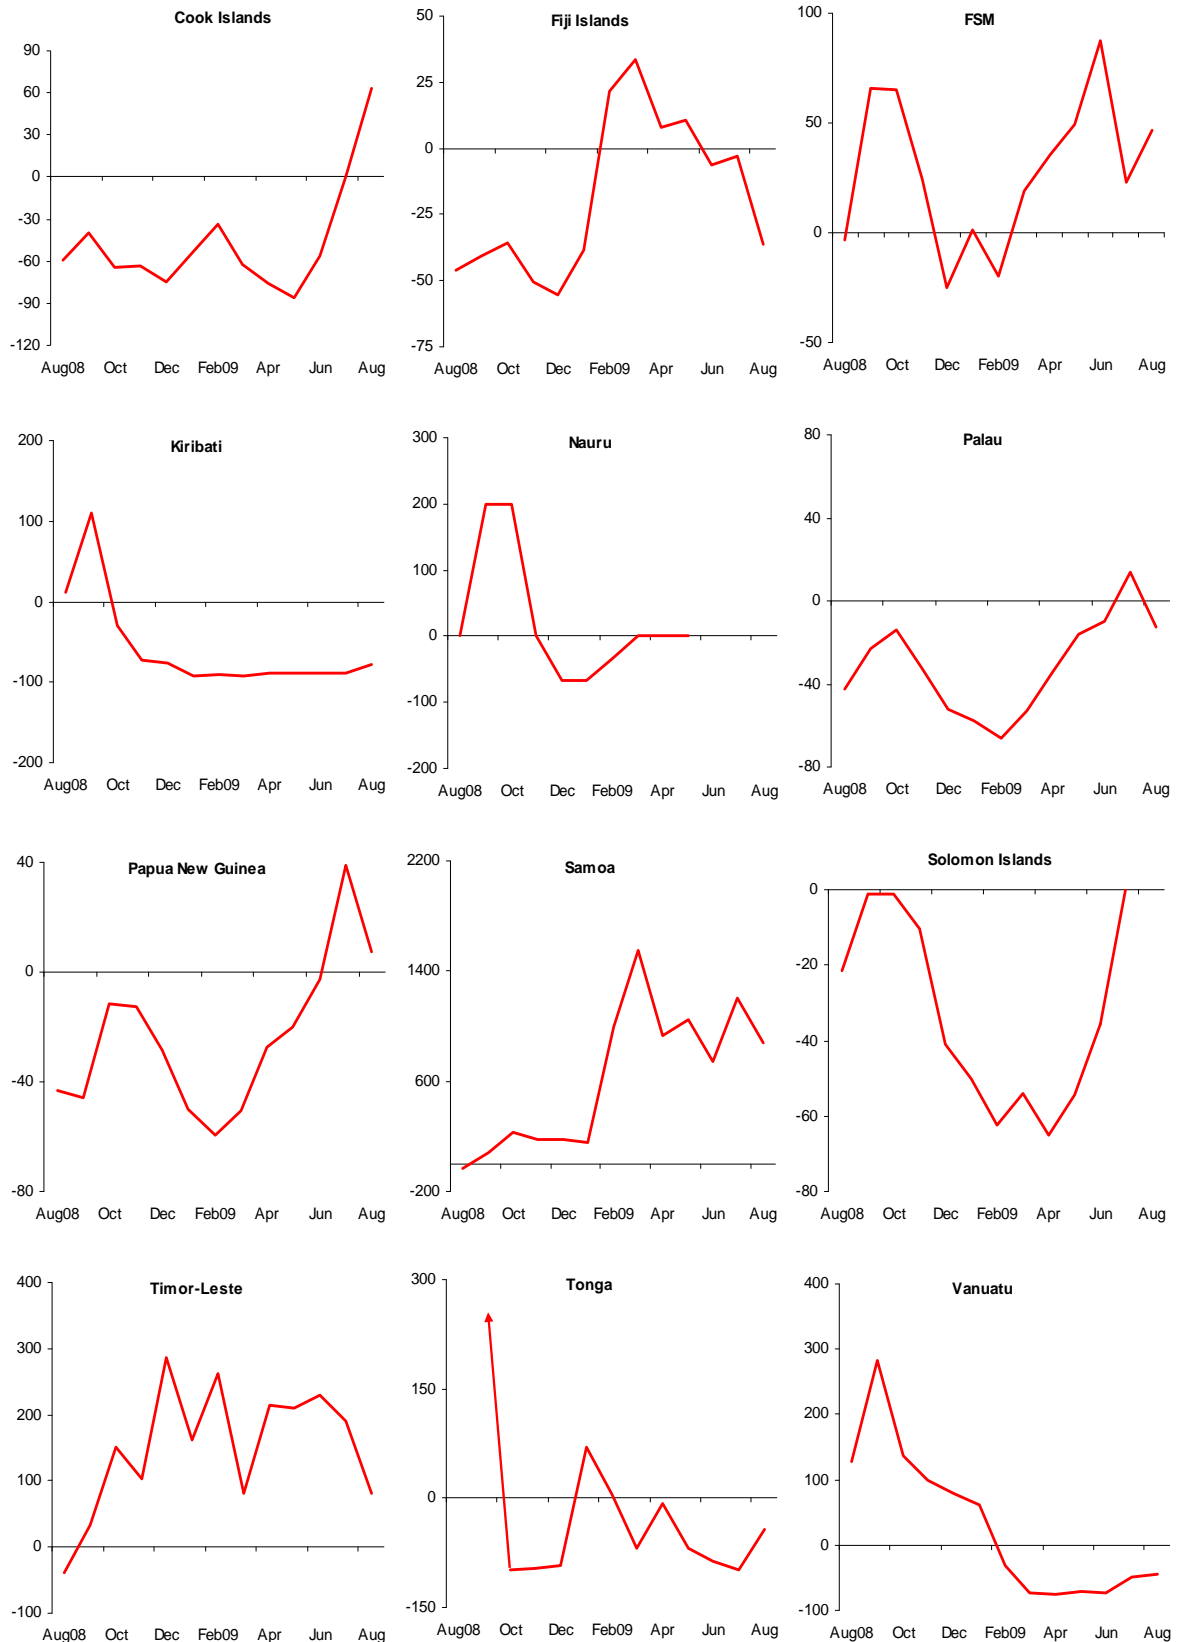 Cook Islands
90
60
30
0
-30
-60
-90
-120
Aug08 Oct Dec Feb09 Apr Jun Aug
Fiji Islands
50
25
0
-25
-50
-75
Aug08 Oct Dec Feb09 Apr Jun Aug
FSM
100
50
0
-50
Aug08 Oct Dec Feb09 Apr Jun Aug
Kiribati
200
100
0
-100
-200
Aug08 Oct Dec Feb09 Apr Jun Aug
Nauru
300
200
100
0
-100
-200
Aug08 Oct Dec Feb09 Apr Jun Aug
Palau
80
40
0
-40
-80
Aug08 Oct Dec Feb09 Apr Jun Aug
Papua New Guinea
40
0
-40
-80
Aug08 Oct Dec Feb09 Apr Jun Aug
Samoa
2200
1400
600
-200
Aug08 Oct Dec Feb09 Apr Jun Aug
Solomon Islands
0
-20
-40
-60
-80
Aug08 Oct Dec Feb09 Apr Jun Aug
Timor-Leste
400
300
200
100
0
-100
Aug08 Oct Dec Feb09 Apr Jun Aug
Tonga
300
150
0
-150
Aug08 Oct Dec Feb09 Apr Jun Aug
Vanuatu
400
300
200
100
0
-100
Aug08 Oct Dec Feb09 Apr Jun Aug